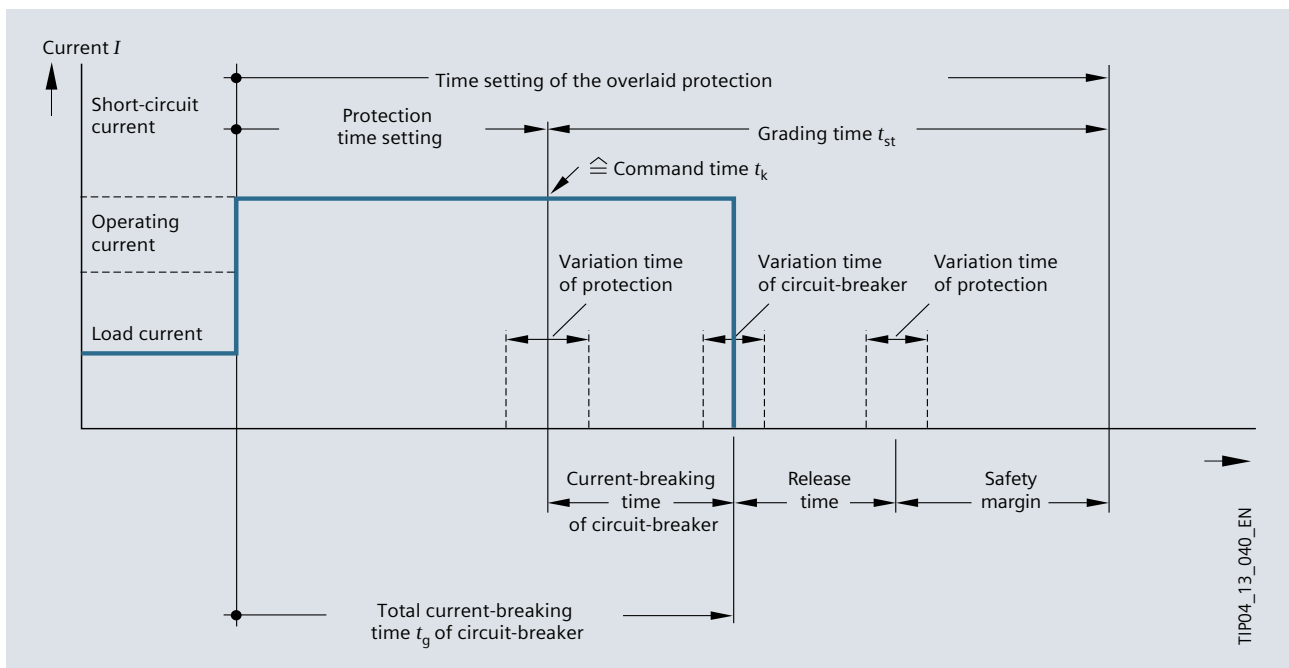 Current I
Time setting of the overlaid protection
Short-circuit
current
Protection
time setting
Grading time tst
≙ Command time tk
Operating
current
Variation time
of protection
Variation time
of circuit-breaker
Variation time
of protection
Load current
Current-breaking
time
of circuit-breaker
Release
time
Safety
margin
Total current-breaking
time tg of circuit-breaker
TIP04_13_040_EN